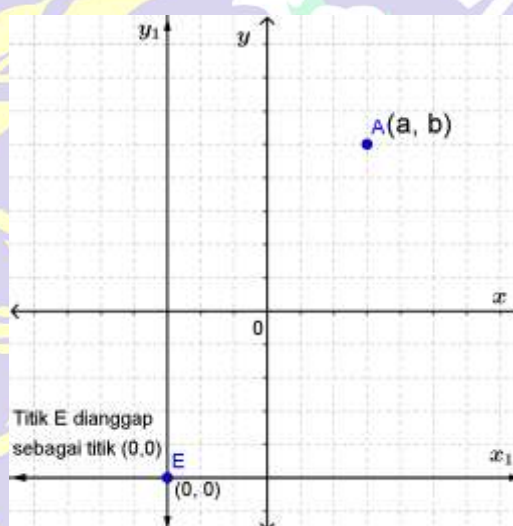 y₁
y
A(a, b)
x
0
Titik E dianggap
sebagai titik (0,0)
E
x₁
(0, 0)